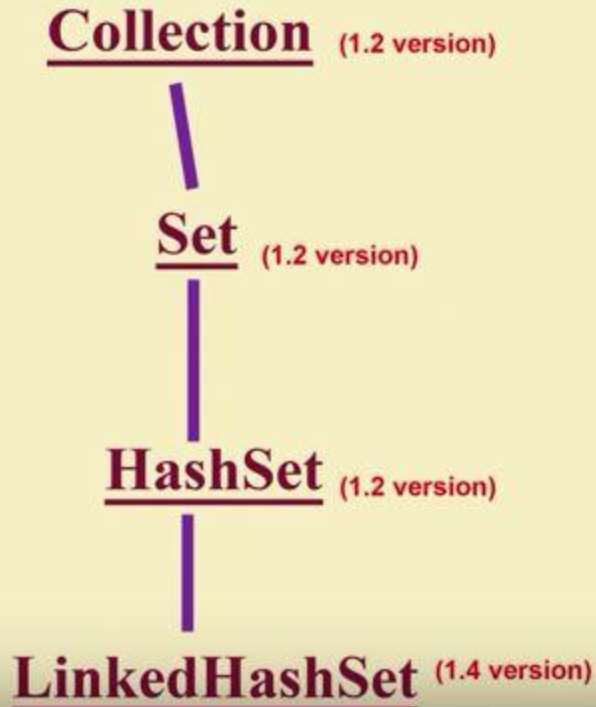 Collection (1.2 version)
Set (1.2 version)
HashSet (1.2 version)
LinkedHashSet (1.4 version)